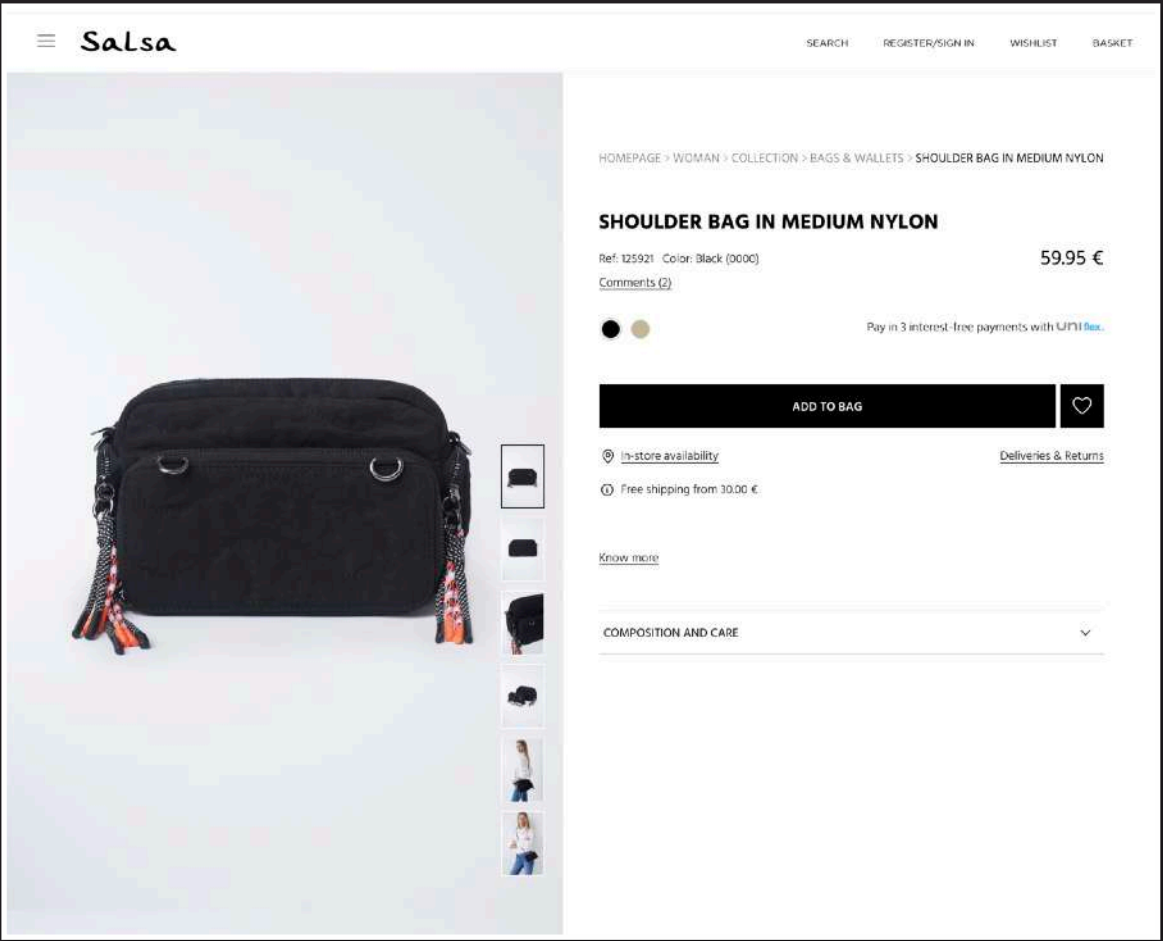 Salsa
SEARCH REGISTER/SIGN IN WISHLIST BASKET
HOMEPAGE > WOMAN > COLLECTION > BAGS & WALLETS > SHOULDER BAG IN MEDIUM NYLON
SHOULDER BAG IN MEDIUM NYLON
Ref: 125921 Color: Black (0000) 59.95 €
Comments (2)
Pay in 3 interest-free payments with uni flex.
ADD TO BAG
In-store availability Deliveries & Returns
Free shipping from 30.00 €
Know more
COMPOSITION AND CARE